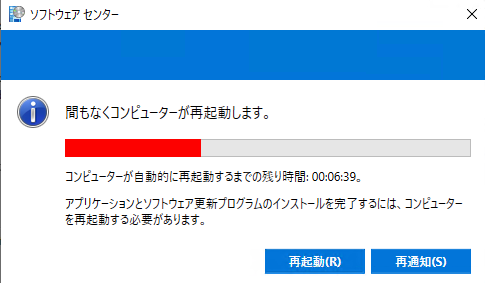 ソフトウェア センター
間もなくコンピューターが再起動します。
コンピューターが自動的に再起動するまでの残り時間: 00:06:39。
アプリケーションとソフトウェア更新プログラムのインストールを完了するには、コンピューター
を再起動する必要があります。
再起動(R)
再通知(S)